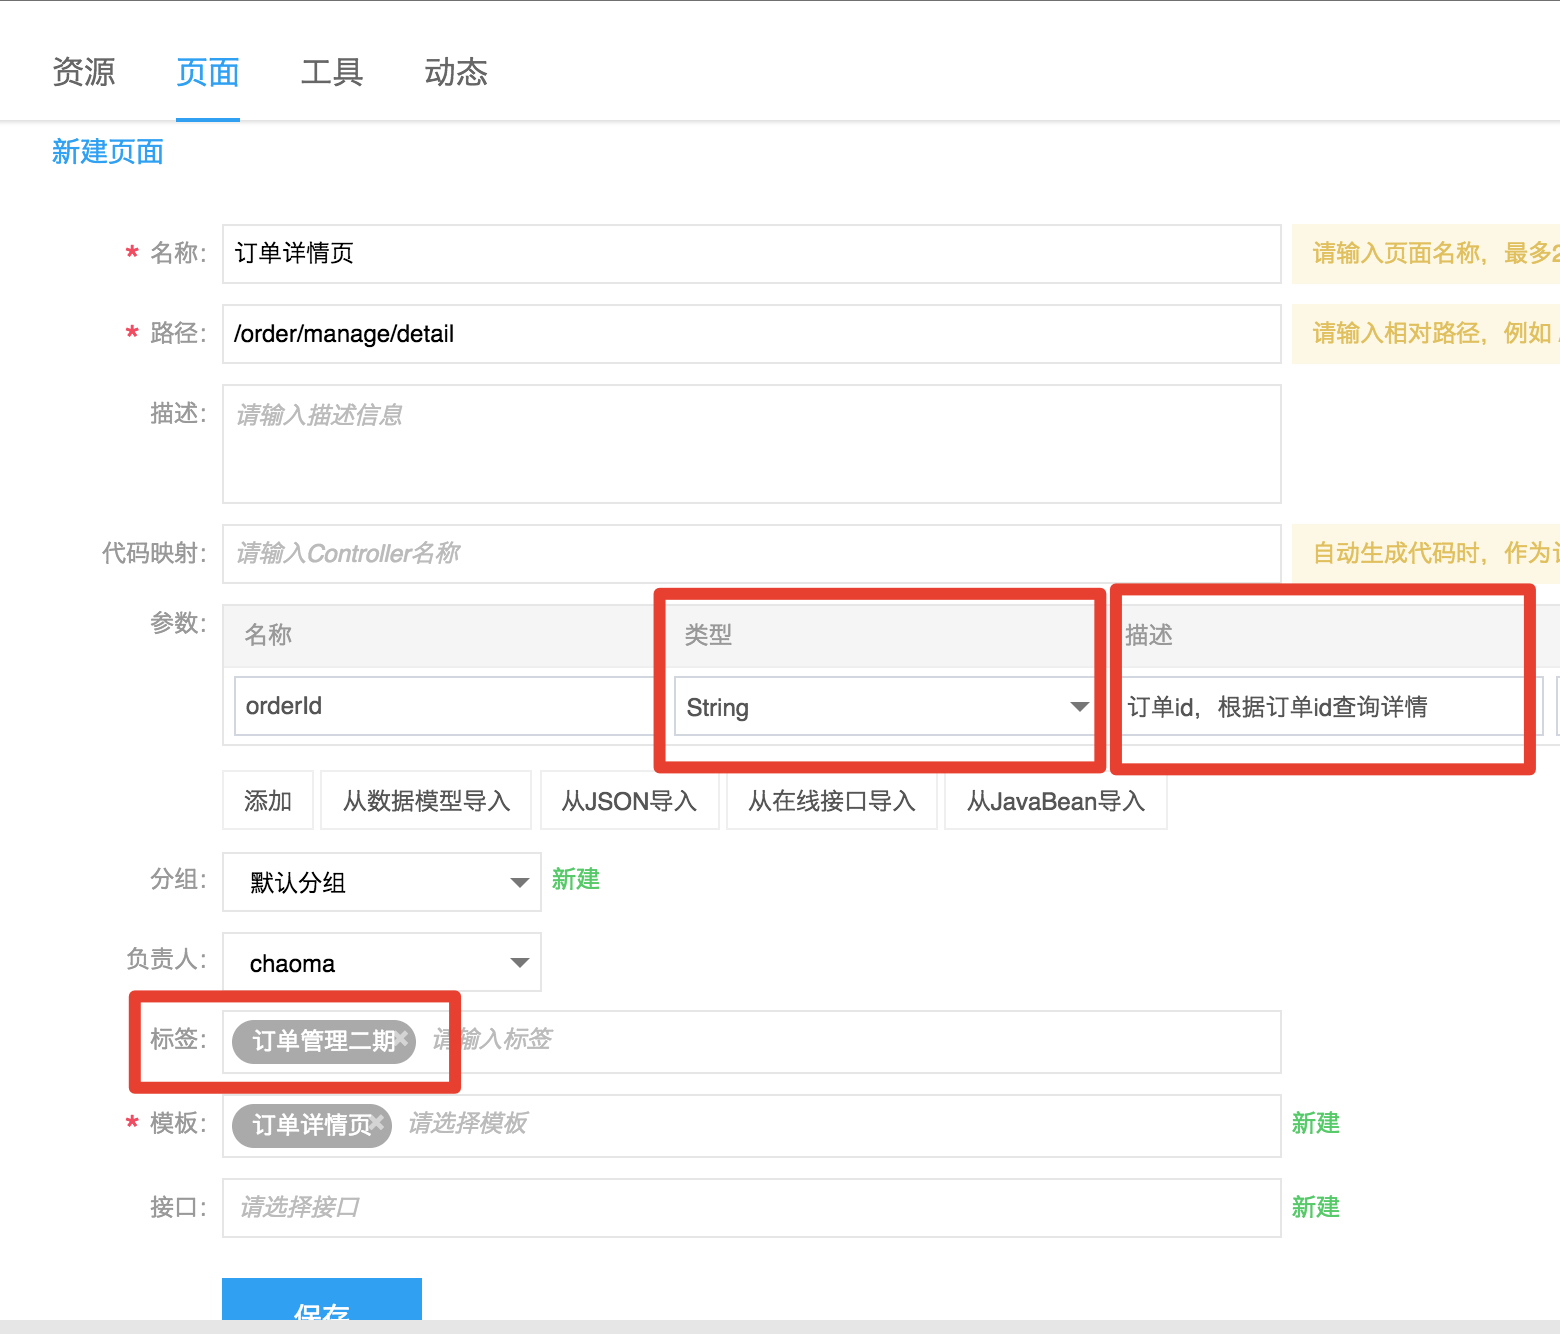 资源 页面 工具 动态
新建页面
* 名称: 订单详情页 请输入页面名称，最多2
* 路径: /order/manage/detail 请输入相对路径，例如 /
描述: 请输入描述信息
代码映射: 请输入Controller名称 自动生成代码时，作为
参数: 名称 类型 描述
orderId String 订单id，根据订单id查询详情
添加 从数据模型导入 从JSON导入 从在线接口导入 从JavaBean导入
分组: 默认分组 新建
负责人: chaoma
标签: 订单管理二期 请输入标签
* 模板: 订单详情页 请选择模板 新建
接口: 请选择接口 新建
保存